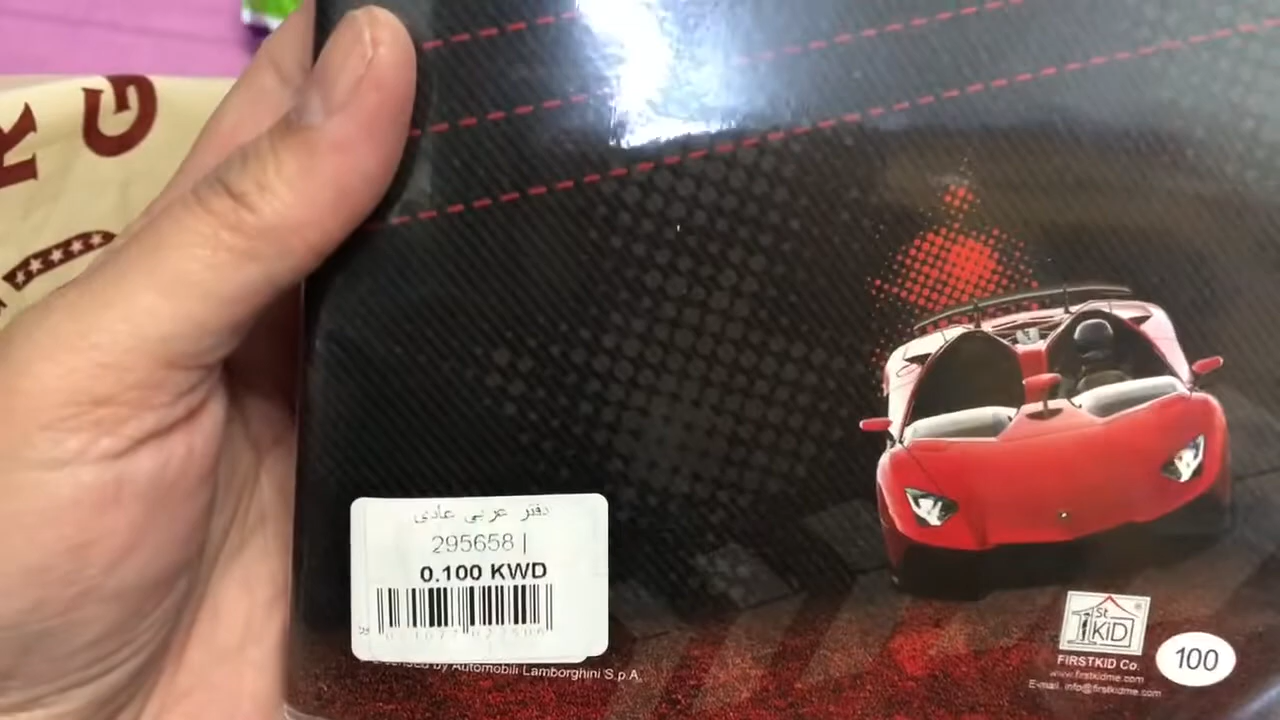 R G
دفتر عربي عادي
295658 |
0.100 KWD
Licensed by Automobili Lamborghini S.p.A.
1St
KiD
FIRSTKID Co.
www.firstkidme.com
E-mail. info@firstkidme.com
100